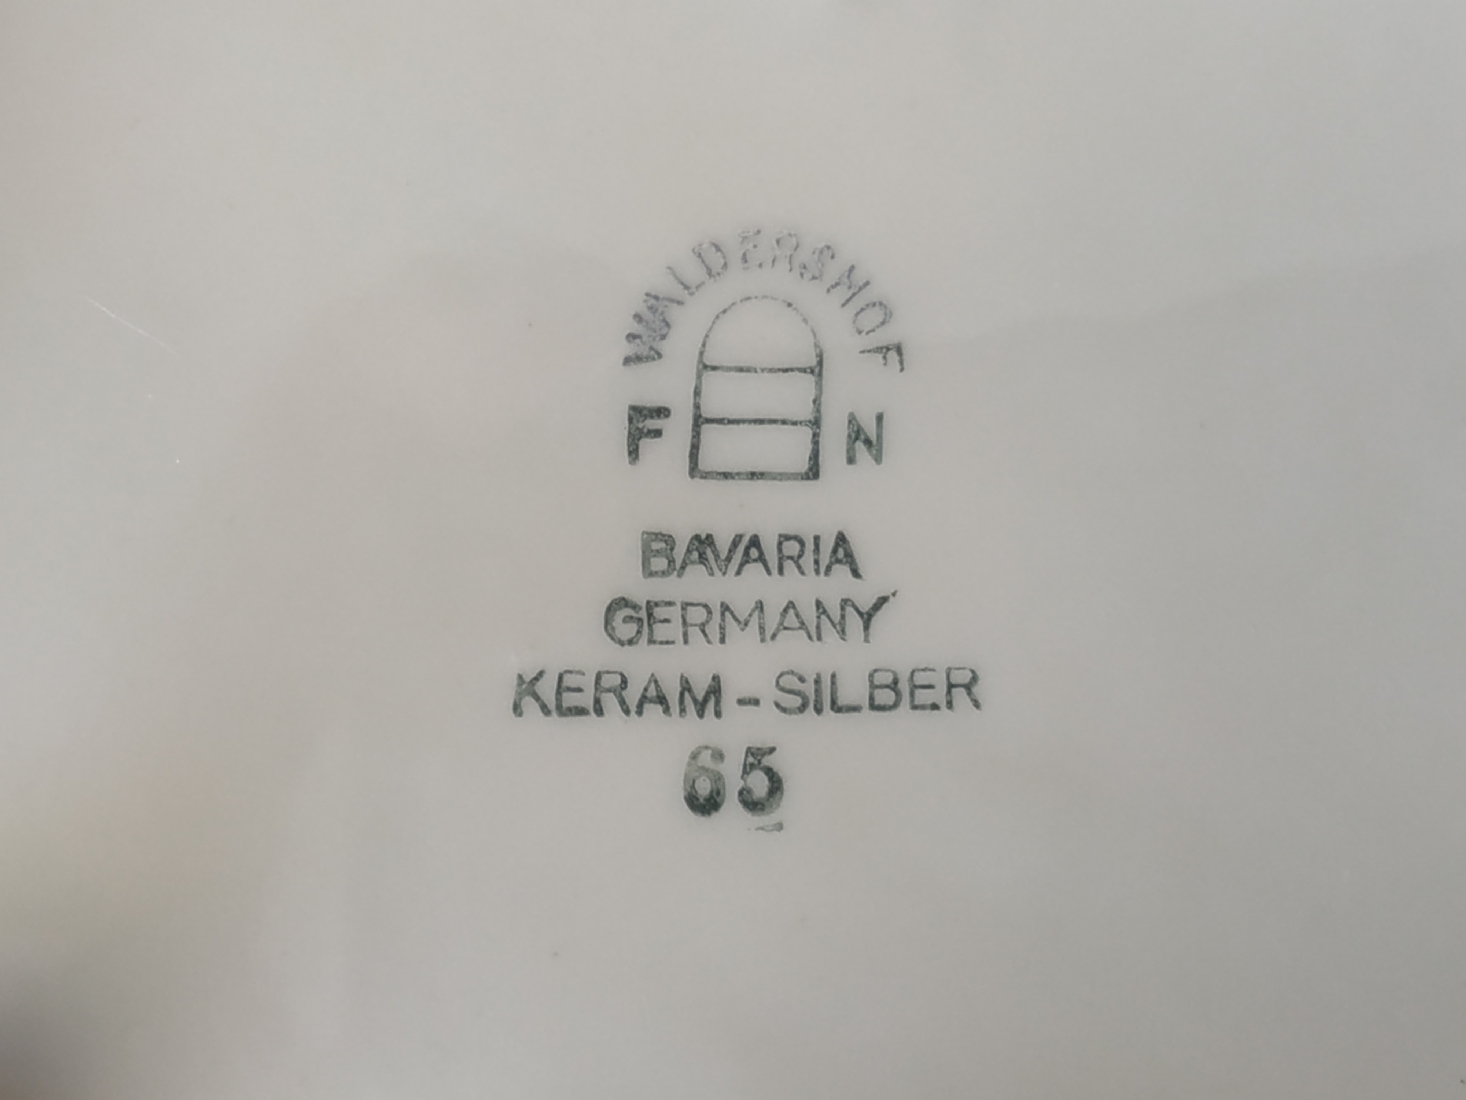 WALDERSHOF
F N
BAVARIA
GERMANY
KERAM-SILBER
65